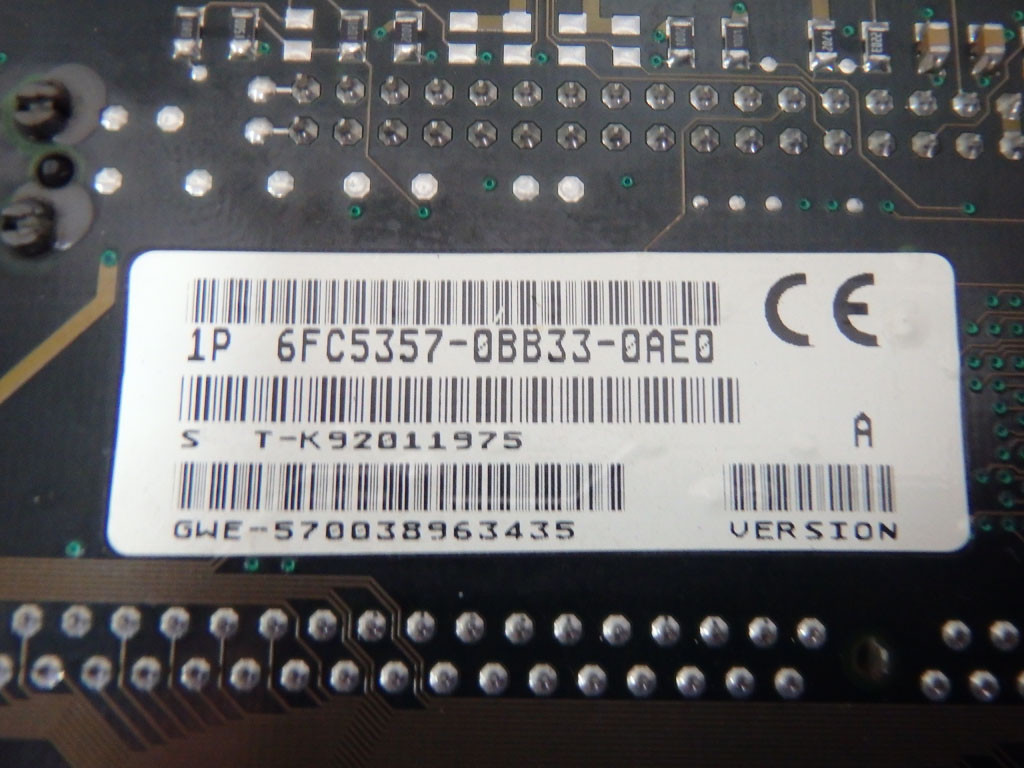 CE
1P 6FC5357-0BB33-0AE0
S T-K92011975
A
GWE-570038963435
VERSION